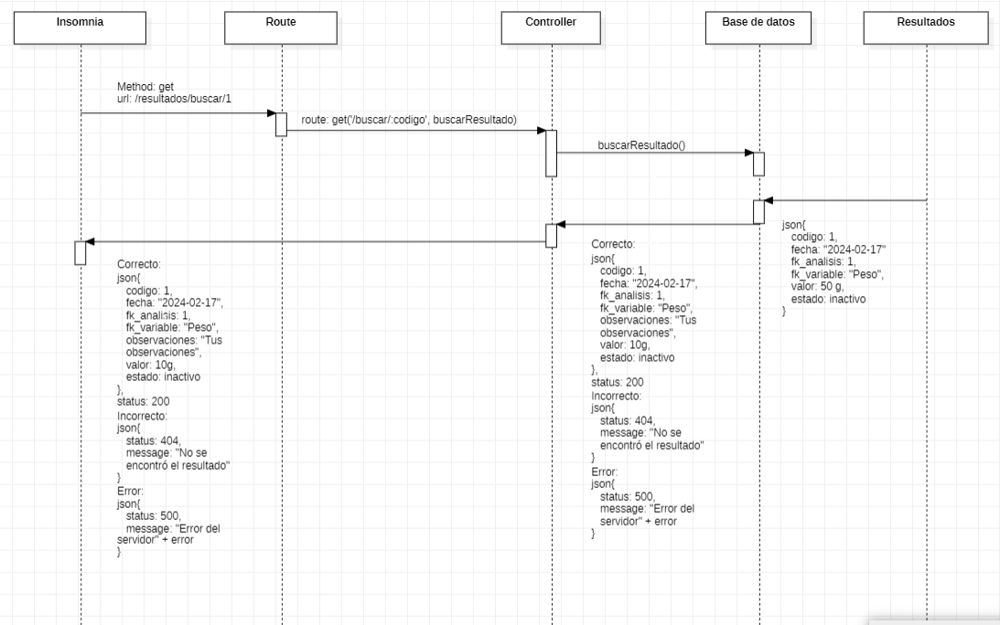 Insomnia
Route
Controller
Base de datos
Resultados
Method: get
url: /resultados/buscar/1
route: get('/buscar/:codigo', buscarResultado)
buscarResultado()
json{
codigo: 1,
fecha: "2024-02-17"
fk_analisis: 1,
fk_variable: "Peso",
valor: 50 g,
estado: inactivo
}
Correcto:
json{
codigo: 1,
fecha: "2024-02-17",
fk_analisis: 1,
fk_variable: "Peso",
observaciones: "Tus
observaciones",
valor: 10g,
estado: inactivo
},
status: 200
Incorrecto:
json{
status: 404,
message: "No se
encontró el resultado"
}
Error:
json{
status: 500,
message: "Error del
servidor" + error
}
Correcto:
json{
codigo: 1,
fecha: "2024-02-17",
fk_analisis: 1,
fk_variable: "Peso",
observaciones: "Tus
observaciones",
valor: 10g,
estado: inactivo
},
status: 200
Incorrecto:
json{
status: 404,
message: "No se
encontró el resultado"
}
Error:
json{
status: 500,
message: "Error del
servidor" + error
}